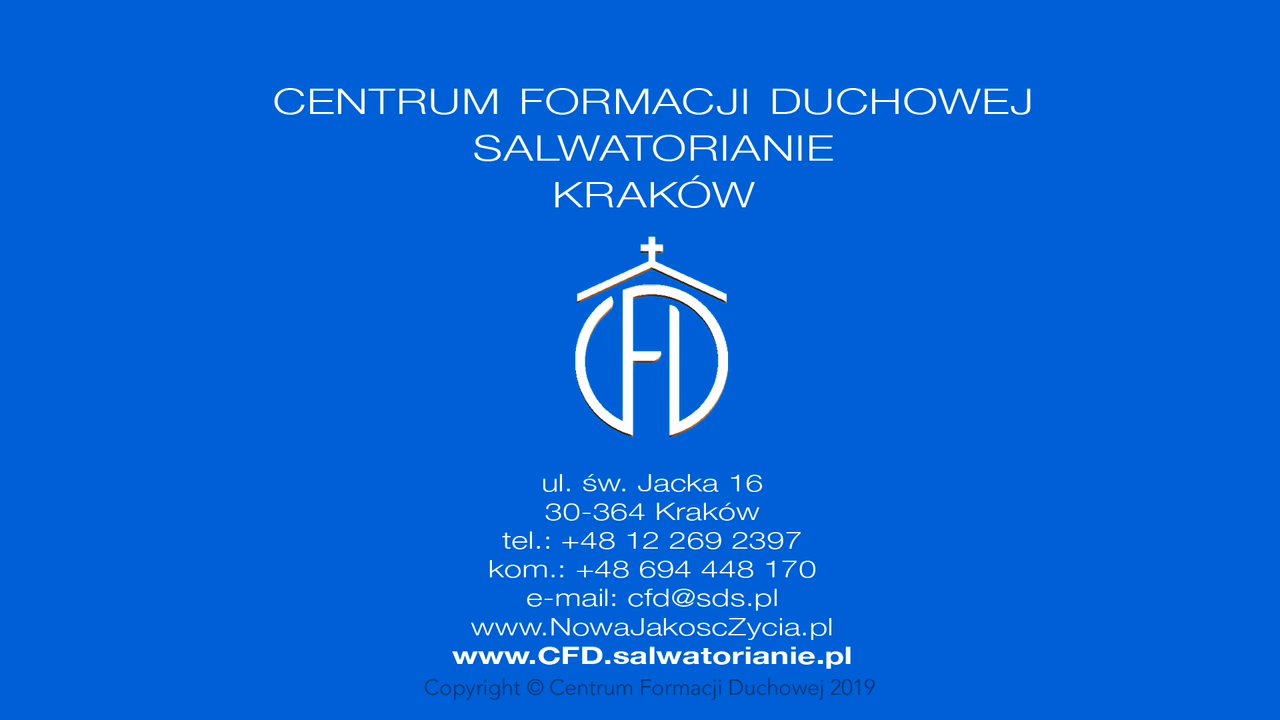 CENTRUM FORMACJI DUCHOWEJ
SALWATORIANIE
KRAKÓW
CFD
ul. św. Jacka 16
30-364 Kraków
tel.: +48 12 269 2397
kom.: +48 694 448 170
e-mail: cfd@sds.pl
www.NowaJakoscZycia.pl
www.CFD.salwatorianie.pl
Copyright © Centrum Formacji Duchowej 2019